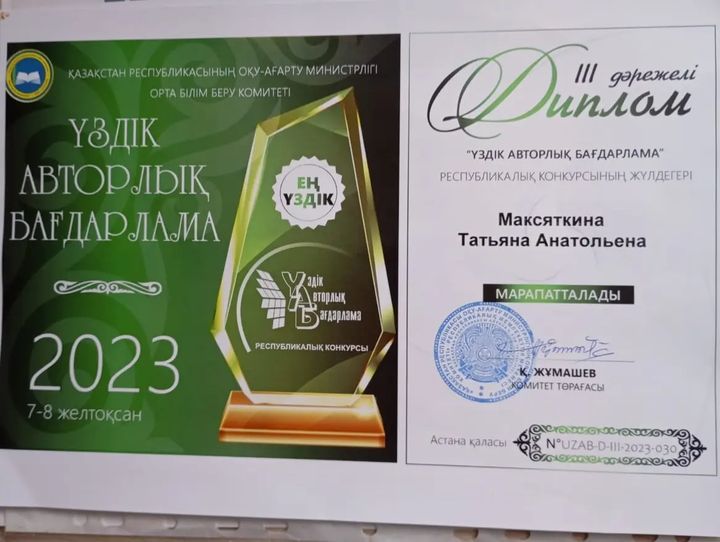 ҚАЗАҚСТАН РЕСПУБЛИКАСЫНЫҢ ОҚУ-АҒАРТУ МИНИСТРЛІГІ
ОРТА БІЛІМ БЕРУ КОМИТЕТІ
ҮЗДІК
АВТОРЛЫҚ
БАҒДАРЛАМА
2023
7-8 желтоқсан
ЕҢ
ҮЗДІК
Үздік
Авторлық
Бағдарлама
РЕСПУБЛИКАЛЫҚ КОНКУРСЫ
III дәрежелі
Диплом
"ҮЗДІК АВТОРЛЫҚ БАҒДАРЛАМА"
РЕСПУБЛИКАЛЫҚ КОНКУРСЫНЫҢ ЖҮЛДЕГЕРІ
Максяткина
Татьяна Анатольена
МАРАПАТТАЛАДЫ
Қ. ЖҰМАШЕВ
КОМИТЕТ ТӨРАҒАСЫ
Астана қаласы
N°UZAB-D-III-2023-030